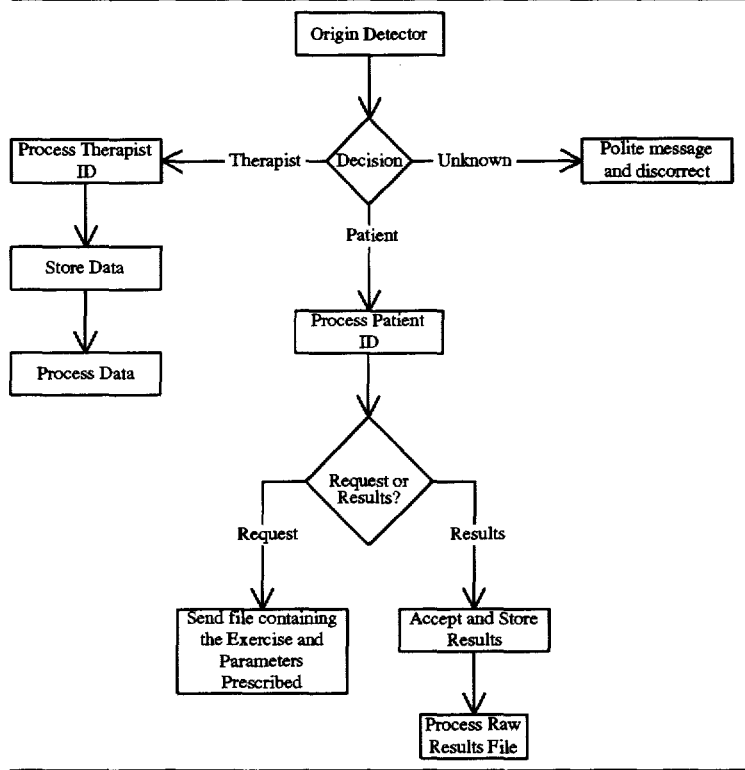 Origin Detector
Process Therapist
ID
Therapist
Decision
Unknown
Polite message
and discorrect
Patient
Store Data
Process Patient
ID
Process Data
Request or
Results?
Request
Results
Send file containing
the Exercise and
Parameters
Prescribed
Accept and Store
Results
Process Raw
Results File